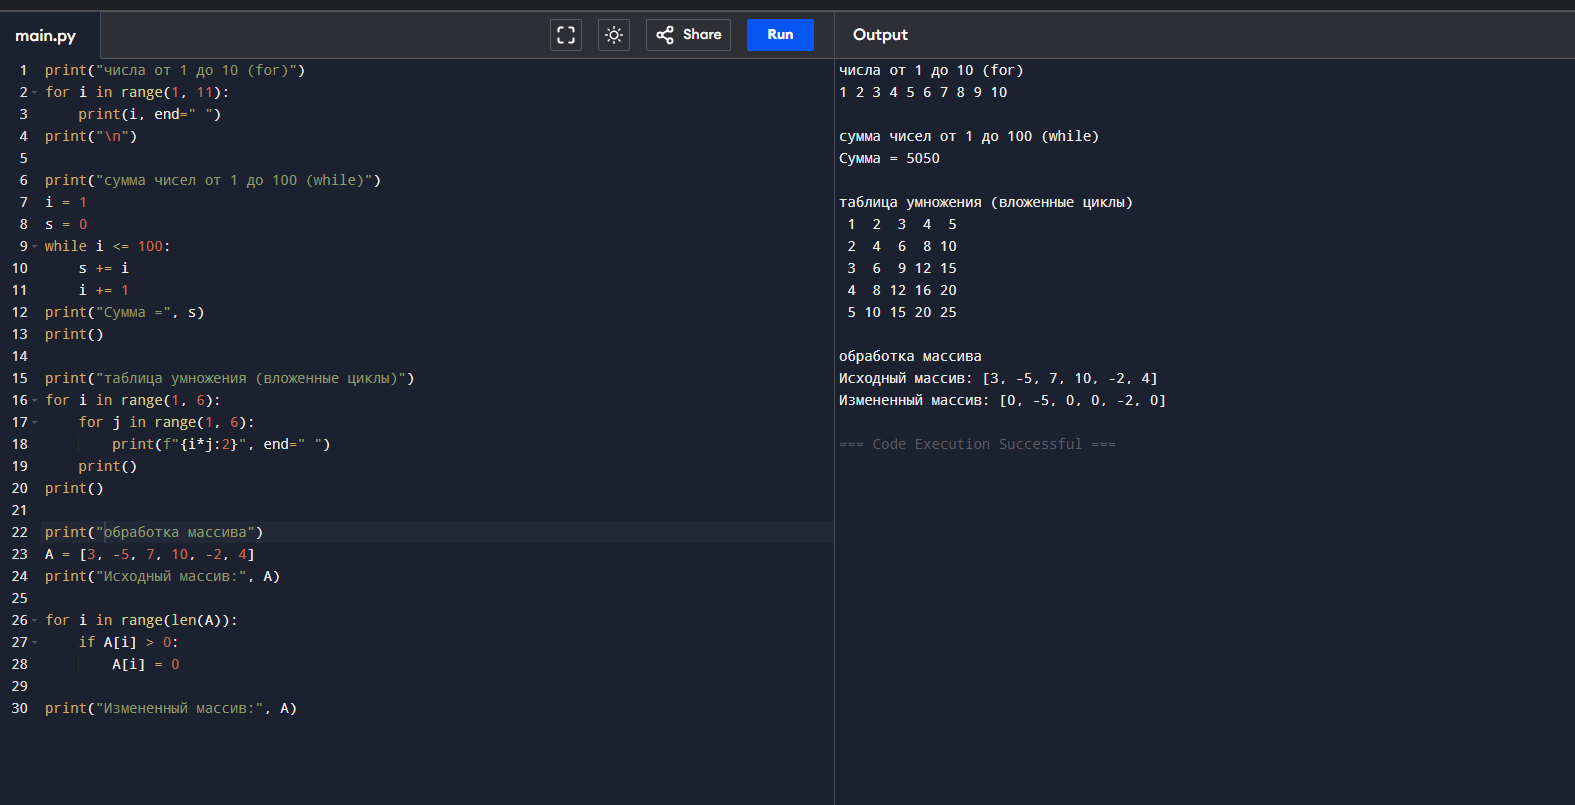 main.py
Share
Run
Output
1 print("числа от 1 до 10 (for)")
2 for i in range(1, 11):
3     print(i, end=" ")
4 print("\n")
5
6 print("сумма чисел от 1 до 100 (while)")
7 i = 1
8 s = 0
9 while i <= 100:
10     s += i
11     i += 1
12 print("Сумма =", s)
13 print()
14
15 print("таблица умножения (вложенные циклы)")
16 for i in range(1, 6):
17     for j in range(1, 6):
18         print(f"{i*j:2}", end=" ")
19     print()
20 print()
21
22 print("обработка массива")
23 A = [3, -5, 7, 10, -2, 4]
24 print("Исходный массив:", A)
25
26 for i in range(len(A)):
27     if A[i] > 0:
28         A[i] = 0
29
30 print("Измененный массив:", A)
числа от 1 до 10 (for)
1 2 3 4 5 6 7 8 9 10
сумма чисел от 1 до 100 (while)
Сумма = 5050
таблица умножения (вложенные циклы)
 1  2  3  4  5
 2  4  6  8 10
 3  6  9 12 15
 4  8 12 16 20
 5 10 15 20 25
обработка массива
Исходный массив: [3, -5, 7, 10, -2, 4]
Измененный массив: [0, -5, 0, 0, -2, 0]
=== Code Execution Successful ===